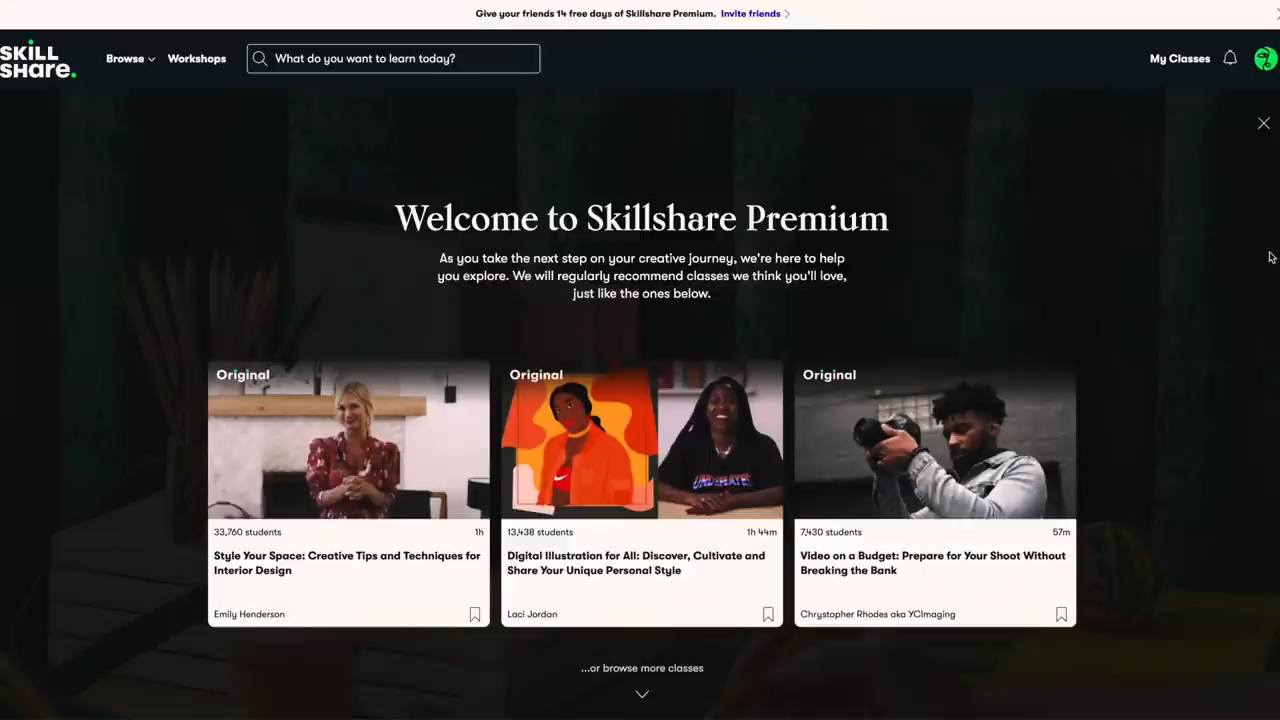 Give your friends 14 free days of Skillshare Premium. Invite friends
SKILL
SHare.
Browse
Workshops
What do you want to learn today?
My Classes
Welcome to Skillshare Premium
As you take the next step on your creative journey, we're here to help
you explore. We will regularly recommend classes we think you'll love,
just like the ones below.
Original
33,760 students
1h
Style Your Space: Creative Tips and Techniques for
Interior Design
Emily Henderson
Original
13,438 students
1h 44m
Digital Illustration for All: Discover, Cultivate and
Share Your Unique Personal Style
Laci Jordan
Original
7,430 students
57m
Video on a Budget: Prepare for Your Shoot Without
Breaking the Bank
Chrystopher Rhodes aka YCImaging
...or browse more classes